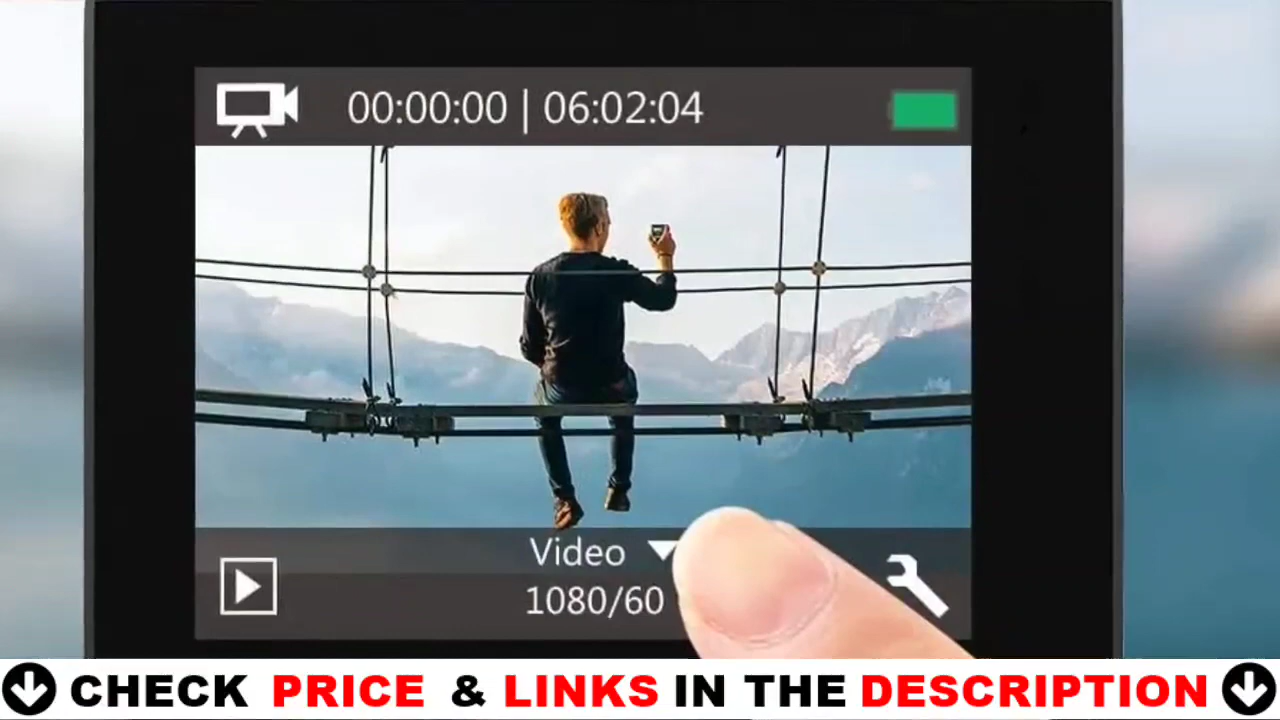 00:00:00 | 06:02:04
Video
1080/60
CHECK PRICE & LINKS IN THE DESCRIPTION